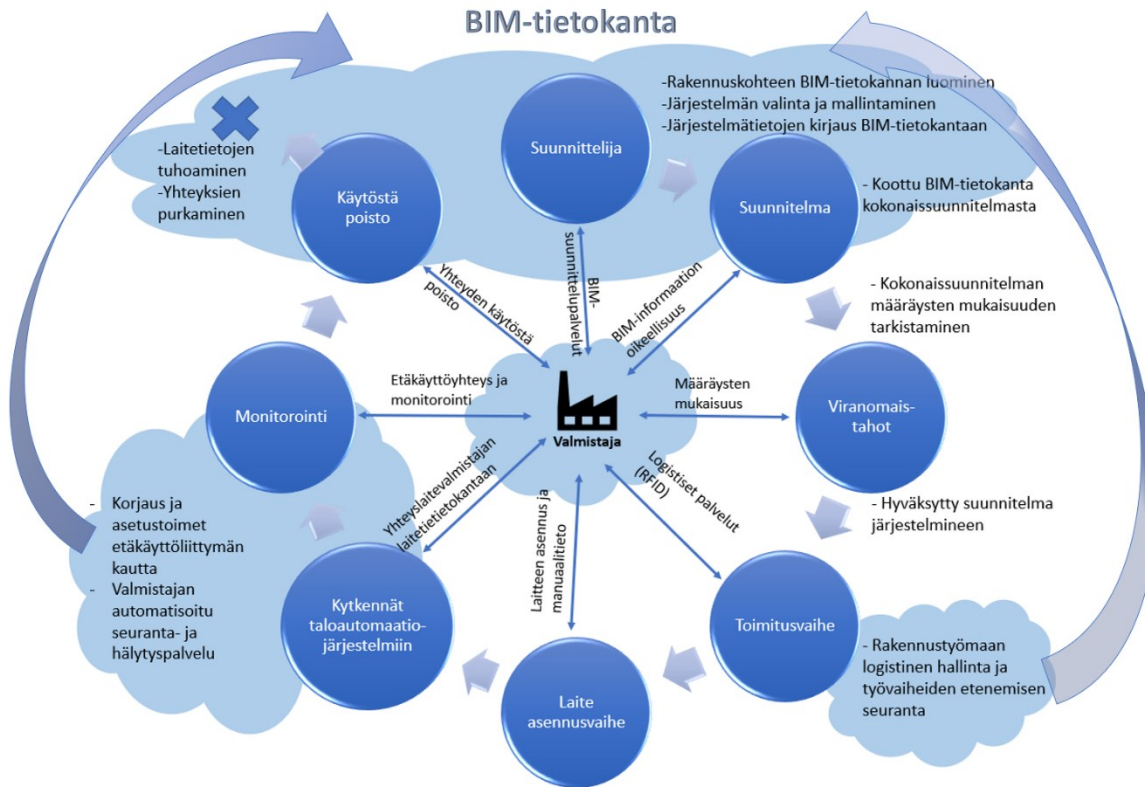 BIM-tietokanta
-Rakennuskohteen BIM-tietokannan luominen
-Järjestelmän valinta ja mallintaminen
-Järjestelmätietojen kirjaus BIM-tietokantaan
-Laitetietojen
tuhoaminen
-Yhteyksien
purkaminen
Suunnittelija
Käytöstä
poisto
Suunnitelma
- Koottu BIM-tietokanta
kokonaissuunnitelmasta
Yhteyden käytöstä
poisto
BIM-
suunnittelupalvelut
BIM-informaation
oikeellisuus
- Kokonaissuunnitelman
määräysten mukaisuuden
tarkistaminen
Monitorointi
Etäkäyttöyhteys ja
monitorointi
Valmistaja
Määräysten
mukaisuus
Viranomais-
tahot
- Korjaus ja
asetustoimet
etäkäyttöliittymän
kautta
- Valmistajan
automatisoitu
seuranta- ja
hälytyspalvelu
Yhteyslaitevalmistajan
laitetietietokantaan
Laitteen asennus ja
manuaalitieto
Logistiset palvelut
(RFID)
- Hyväksytty suunnitelma
järjestelmineen
Kytkennät
taloautomaatio-
järjestelmiin
Laite
asennusvaihe
Toimitusvaihe
- Rakennustyömaan
logistinen hallinta ja
työvaiheiden etenemisen
seuranta